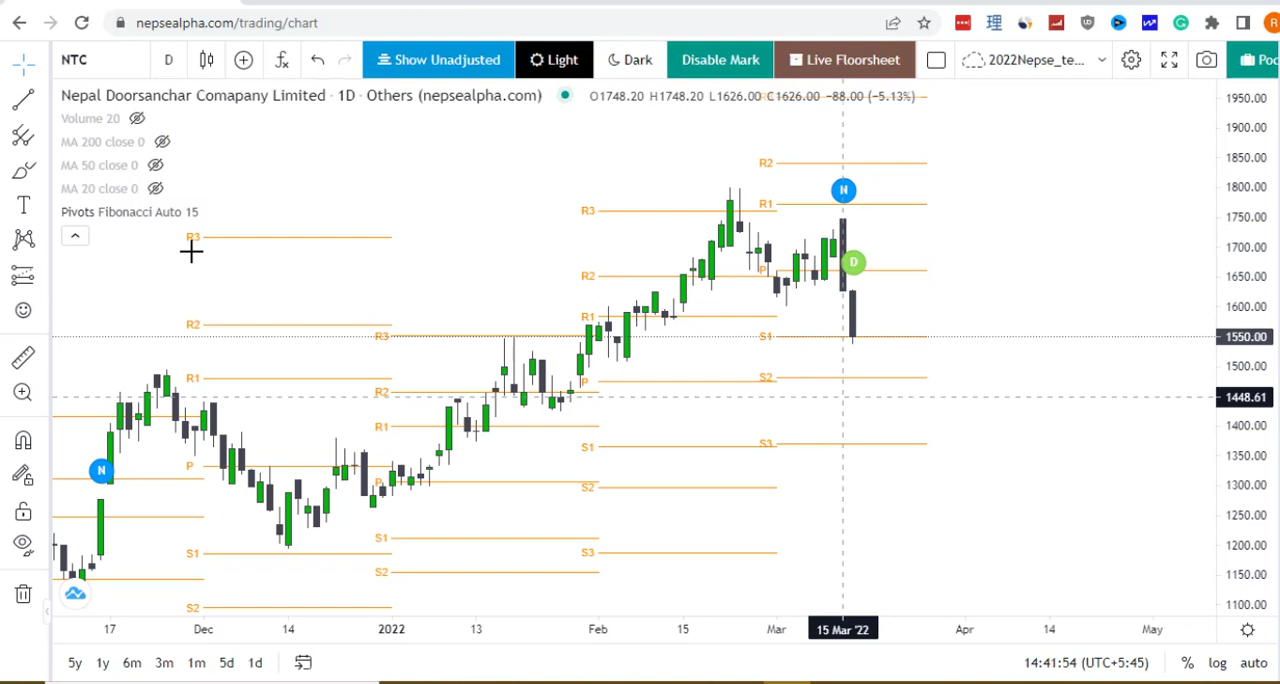 nepsealpha.com/trading/chart
NTC D Show Unadjusted Light Dark Disable Mark Live Floorsheet 2022Nepse_te...
Nepal Doorsanchar Comapany Limited · 1D · Others (nepsealpha.com) O1748.20 H1748.20 L1626.00 C1626.00 −88.00 (−5.13%)
Volume 20
MA 200 close 0
MA 50 close 0
MA 20 close 0
Pivots Fibonacci Auto 15
R3
R2
R1
P
S1
S2
R3
R2
R1
P
S1
S2
R3
R2
R1
P
S1
S2
S3
R2
R1
P
S1
S2
S3
N
N
D
1950.00
1900.00
1850.00
1800.00
1750.00
1700.00
1650.00
1600.00
1550.00
1500.00
1448.61
1400.00
1350.00
1300.00
1250.00
1200.00
1150.00
1100.00
17 Dec 14 2022 13 Feb 15 Mar 15 Mar '22 Apr 14 May
5y 1y 6m 3m 1m 5d 1d 14:41:54 (UTC+5:45) % log auto